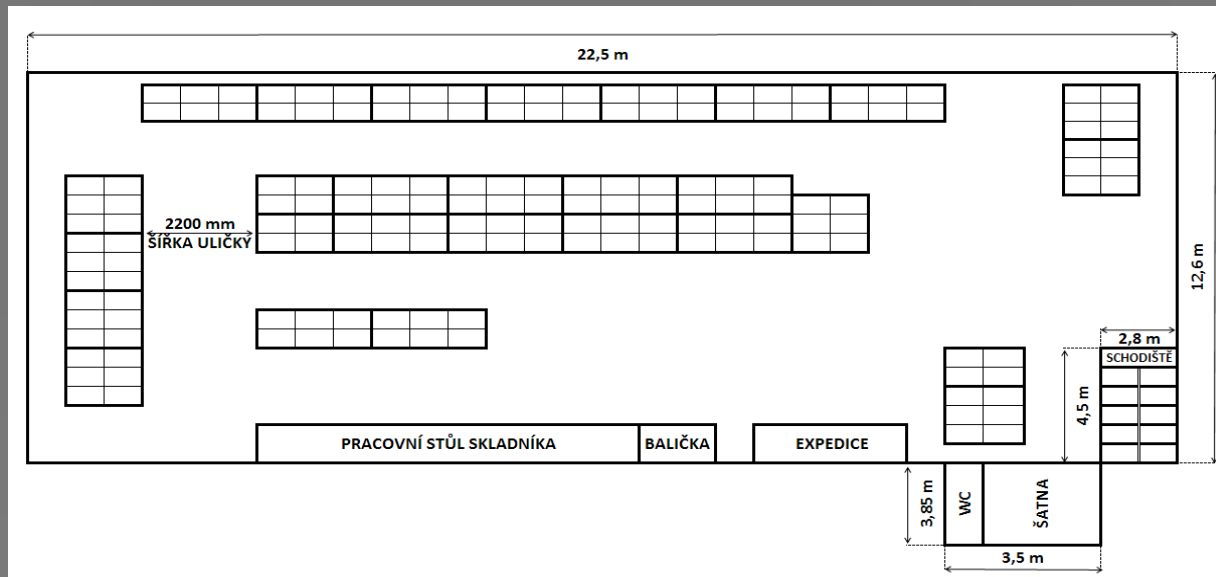 22,5 m
2200 mm
ŠÍŘKA ULIČKY
12,6 m
2,8 m
SCHODIŠTĚ
4,5 m
PRACOVNÍ STŮL SKLADNÍKA
BALIČKA
EXPEDICE
3,85 m
WC
ŠATNA
3,5 m